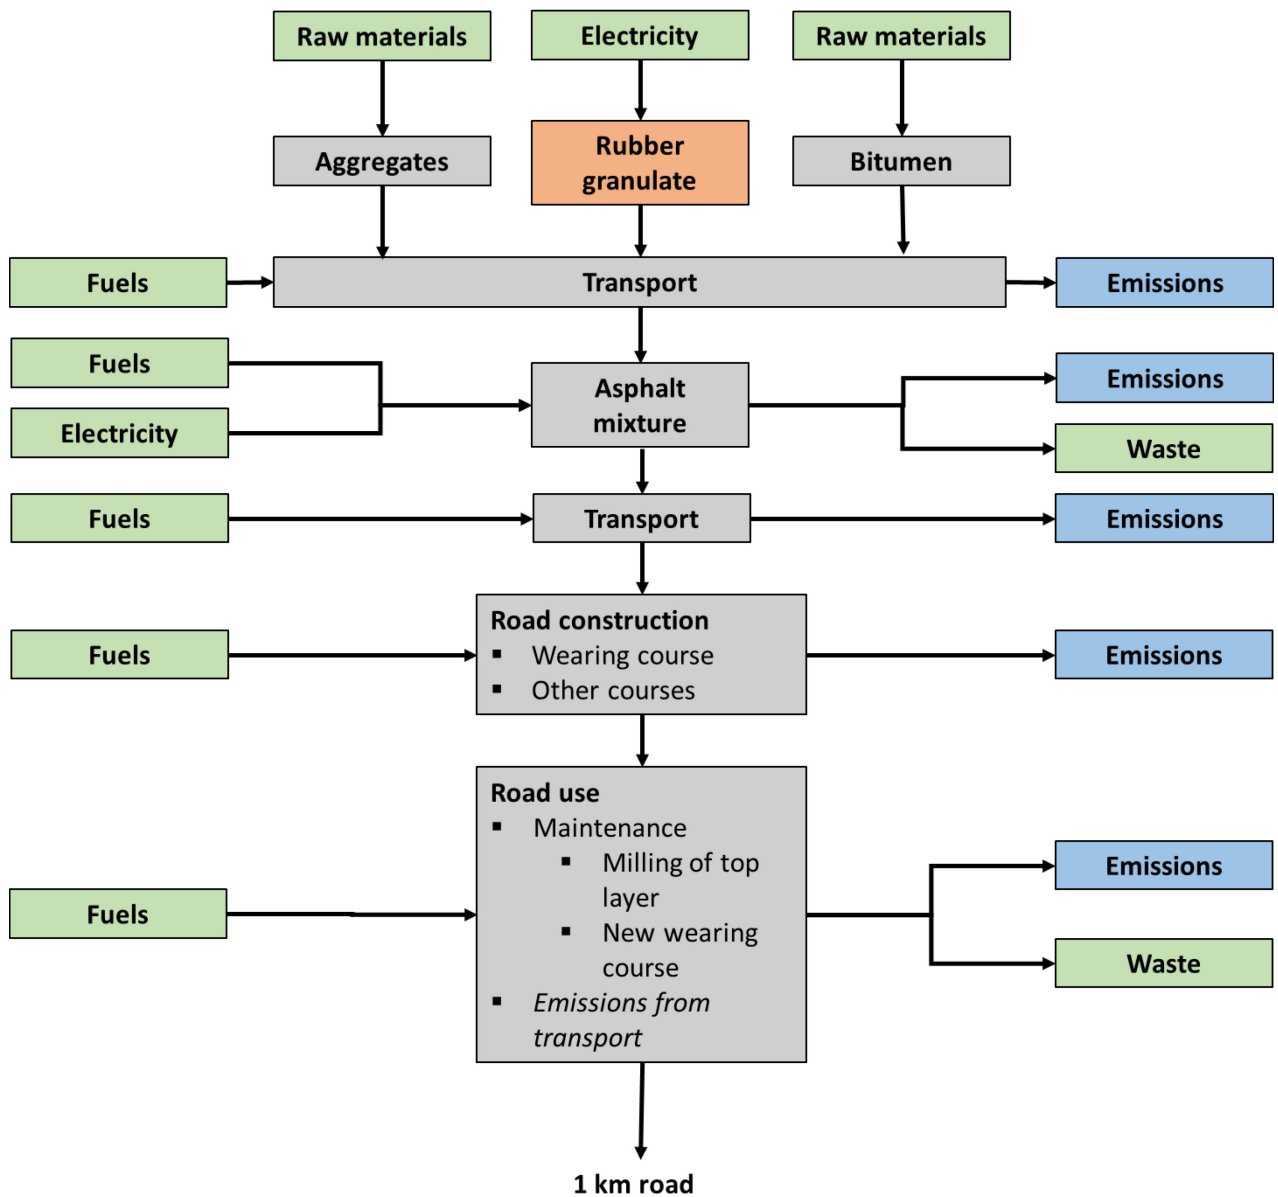 Raw materials
Electricity
Raw materials
Aggregates
Rubber
granulate
Bitumen
Fuels
Transport
Emissions
Fuels
Electricity
Asphalt
mixture
Emissions
Waste
Fuels
Transport
Emissions
Fuels
Road construction
▪ Wearing course
▪ Other courses
Emissions
Fuels
Road use
▪ Maintenance
▪ Milling of top
layer
▪ New wearing
course
▪ Emissions from
transport
Emissions
Waste
1 km road